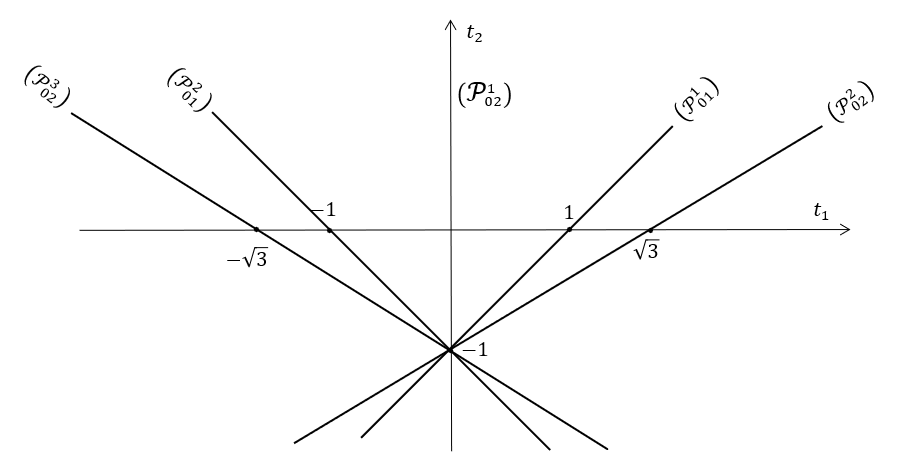 t₂
(𝒫³₀₂)
(𝒫²₀₁)
(𝒫¹₀₂)
(𝒫¹₀₁)
(𝒫²₀₂)
−1
1
t₁
−√3
√3
−1